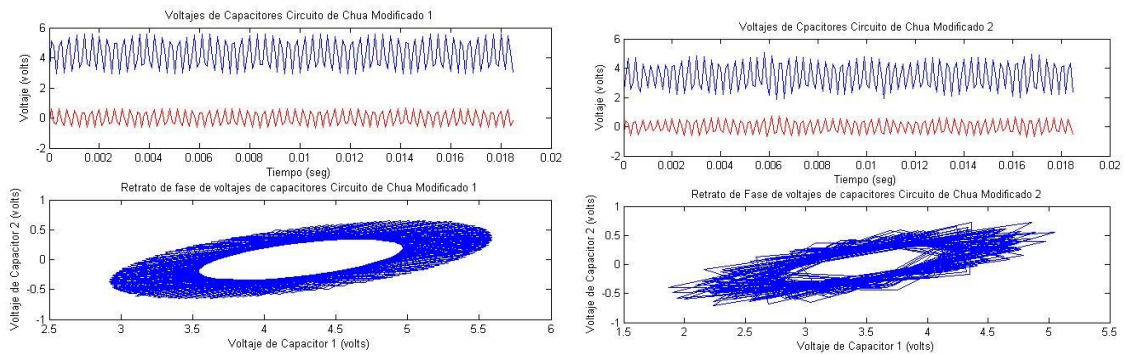 Voltajes de Capacitores Circuito de Chua Modificado 1
Voltaje (volts)
6
4
2
0
-2
0 0.002 0.004 0.006 0.008 0.01 0.012 0.014 0.016 0.018 0.02
Tiempo (seg)
Retrato de fase de voltajes de capacitores Circuito de Chua Modificado 1
Voltaje de Capacitor 2 (volts)
1
0.5
0
-0.5
-1
2.5 3 3.5 4 4.5 5 5.5 6
Voltaje de Capacitor 1 (volts)
Voltajes de Cpacitores Circuito de Chua Modificado 2
Voltaje (volts)
6
4
2
0
-2
0 0.002 0.004 0.006 0.008 0.01 0.012 0.014 0.016 0.018 0.02
Tiempo (seg)
Retrato de Fase de voltajes de capacitores Circuito de Chua Modificado 2
Voltaje de Capacitor 2 (volts)
1
0.5
0
-0.5
-1
1.5 2 2.5 3 3.5 4 4.5 5 5.5
Voltaje de Capacitor 1 (volts)